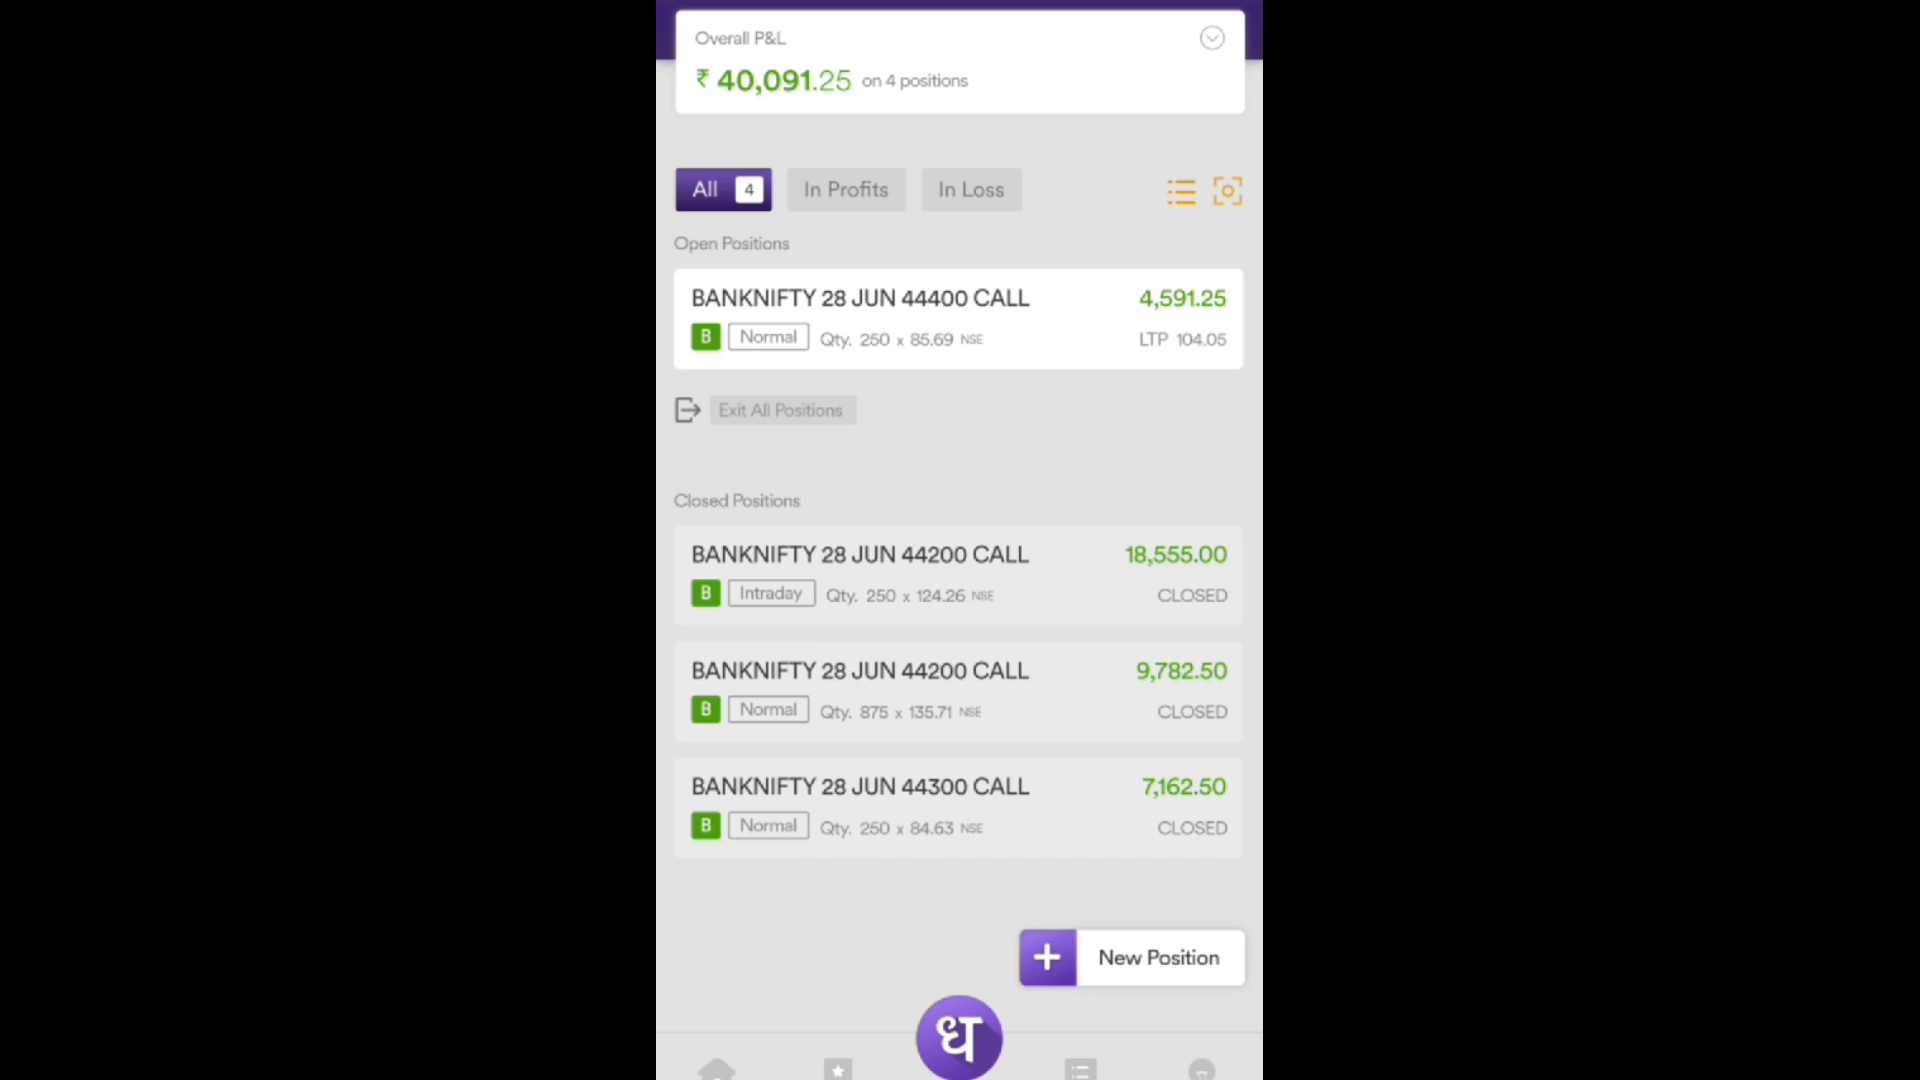 Overall P&L
₹ 40,091.25 on 4 positions
All 4 In Profits In Loss
Open Positions
BANKNIFTY 28 JUN 44400 CALL 4,591.25
B Normal Qty. 250 x 85.69 NSE LTP 104.05
Exit All Positions
Closed Positions
BANKNIFTY 28 JUN 44200 CALL 18,555.00
B Intraday Qty. 250 x 124.26 NSE CLOSED
BANKNIFTY 28 JUN 44200 CALL 9,782.50
B Normal Qty. 875 x 135.71 NSE CLOSED
BANKNIFTY 28 JUN 44300 CALL 7,162.50
B Normal Qty. 250 x 84.63 NSE CLOSED
+ New Position
ध